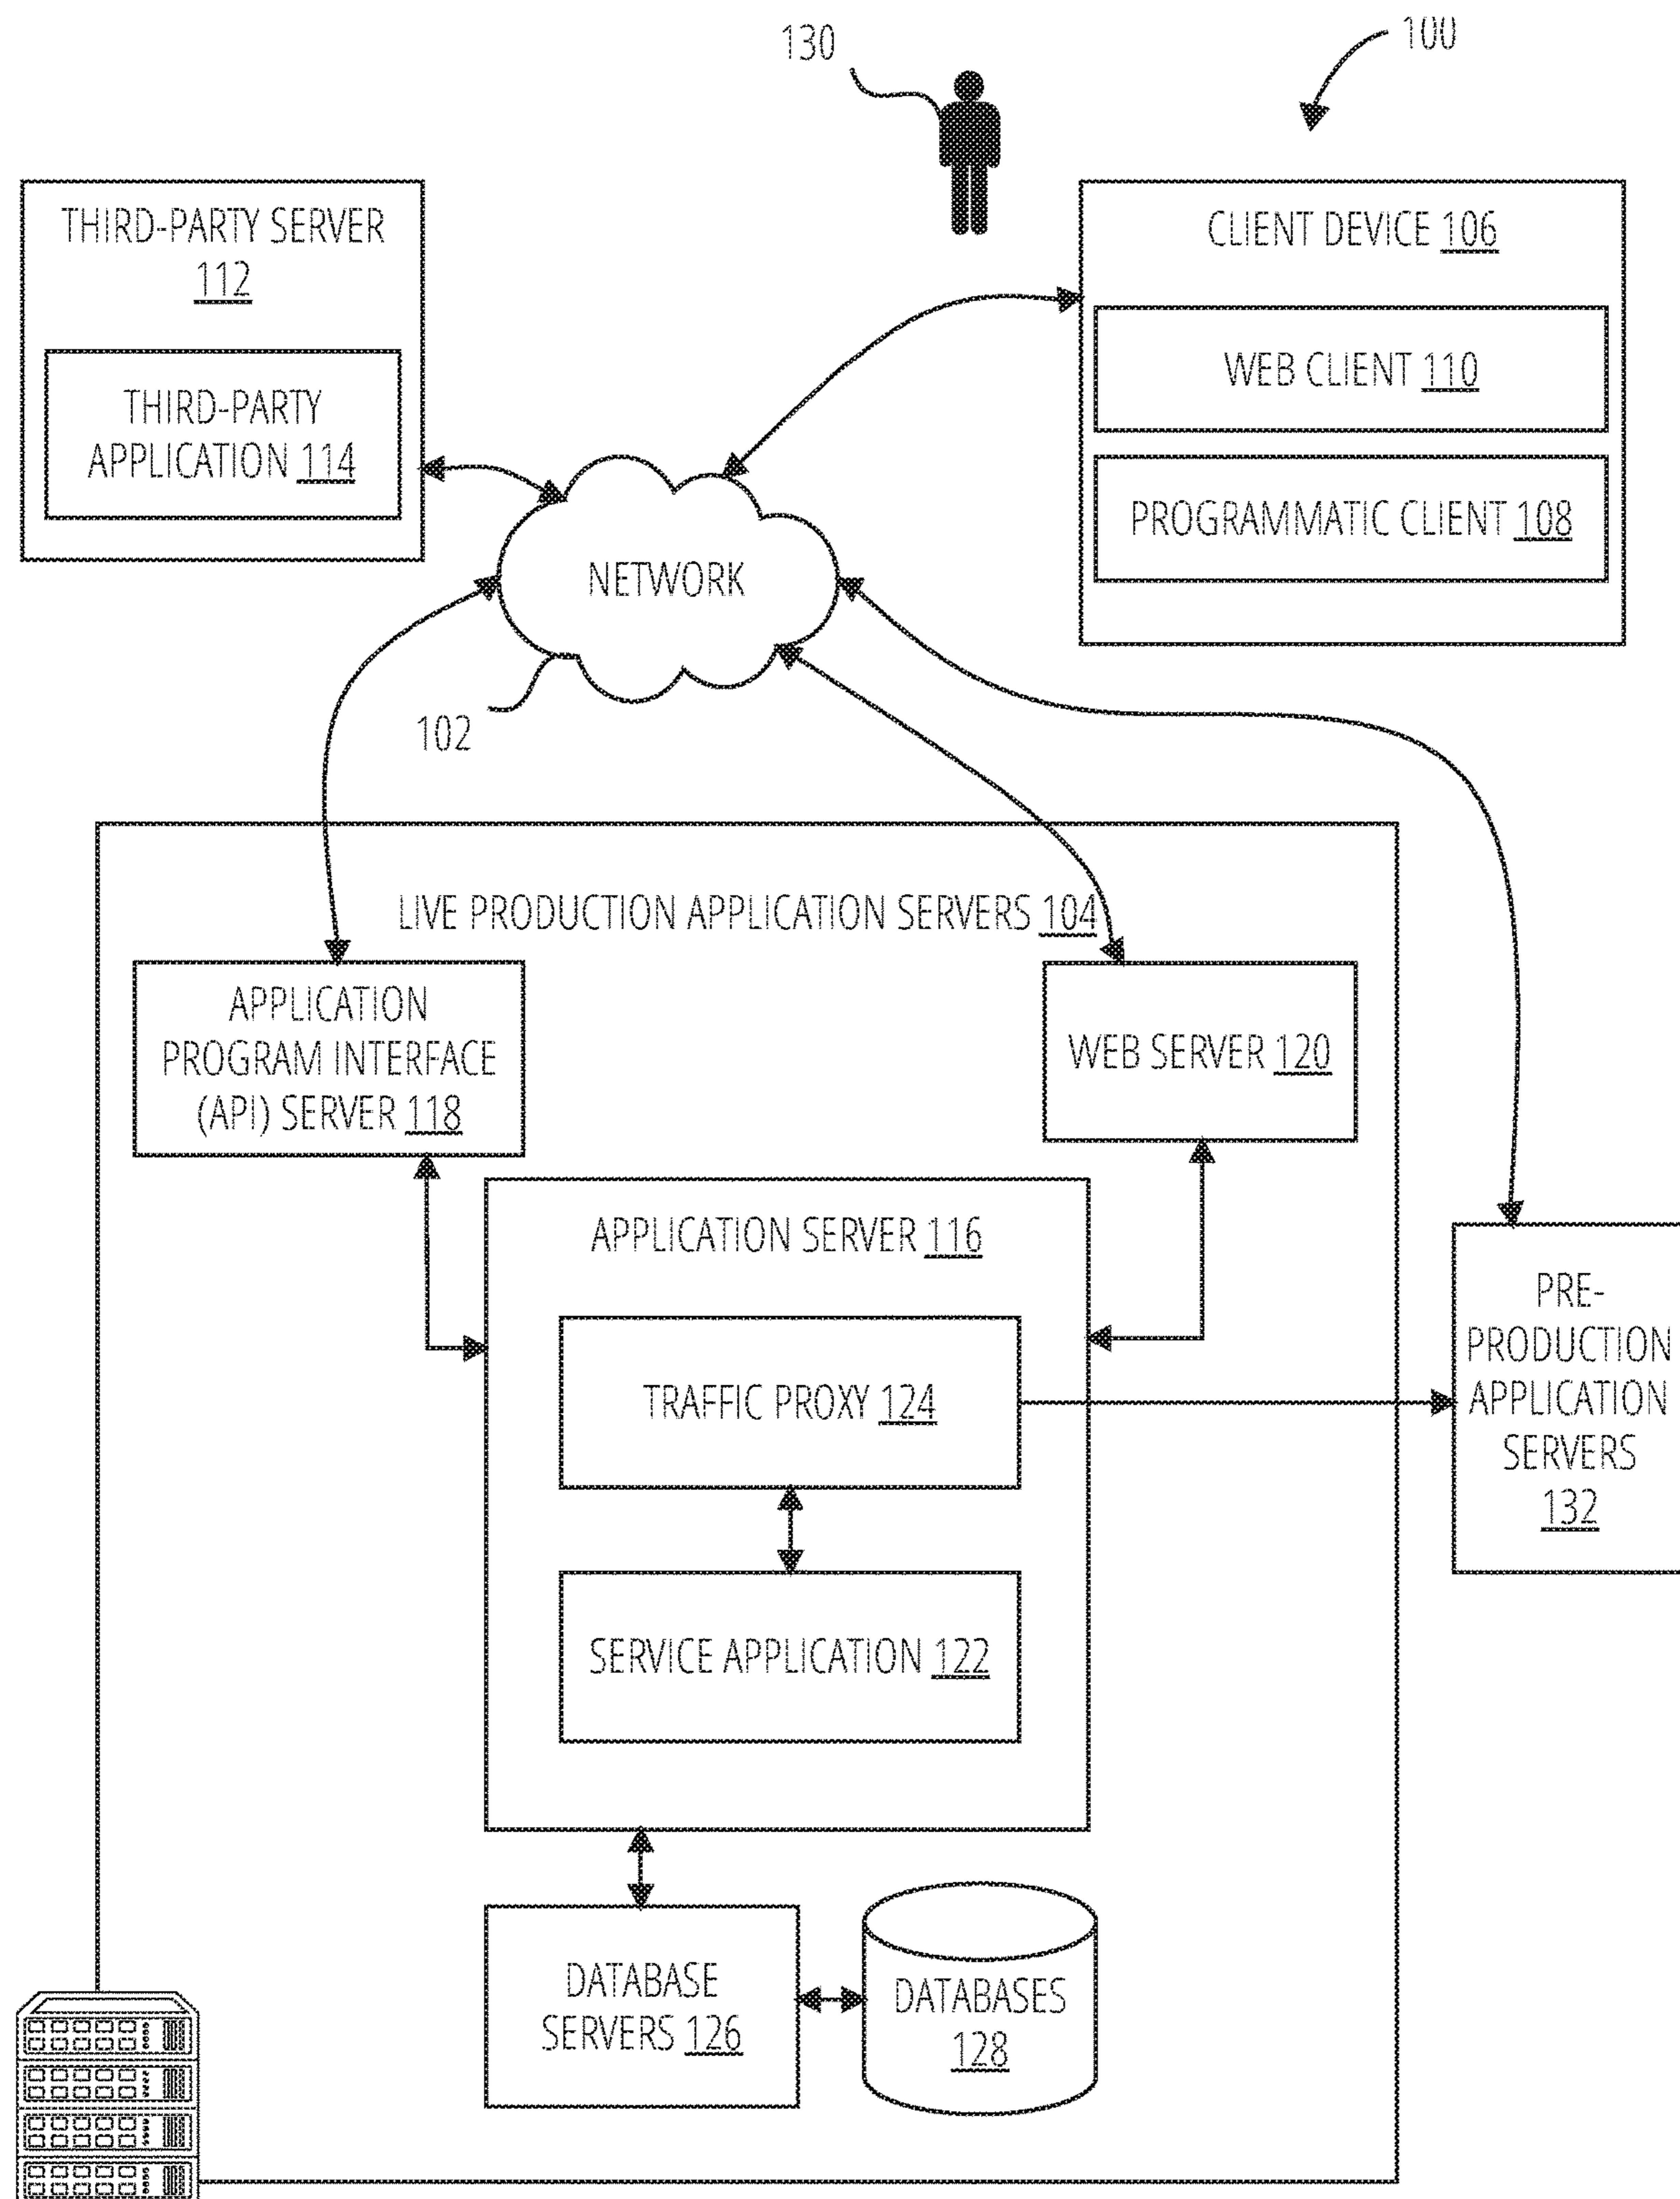 130
100
THIRD-PARTY SERVER
112
THIRD-PARTY
APPLICATION 114
CLIENT DEVICE 106
WEB CLIENT 110
PROGRAMMATIC CLIENT 108
NETWORK
102
LIVE PRODUCTION APPLICATION SERVERS 104
APPLICATION
PROGRAM INTERFACE
(API) SERVER 118
WEB SERVER 120
APPLICATION SERVER 116
TRAFFIC PROXY 124
SERVICE APPLICATION 122
PRE-
PRODUCTION
APPLICATION
SERVERS
132
DATABASE
SERVERS 126
DATABASES
128